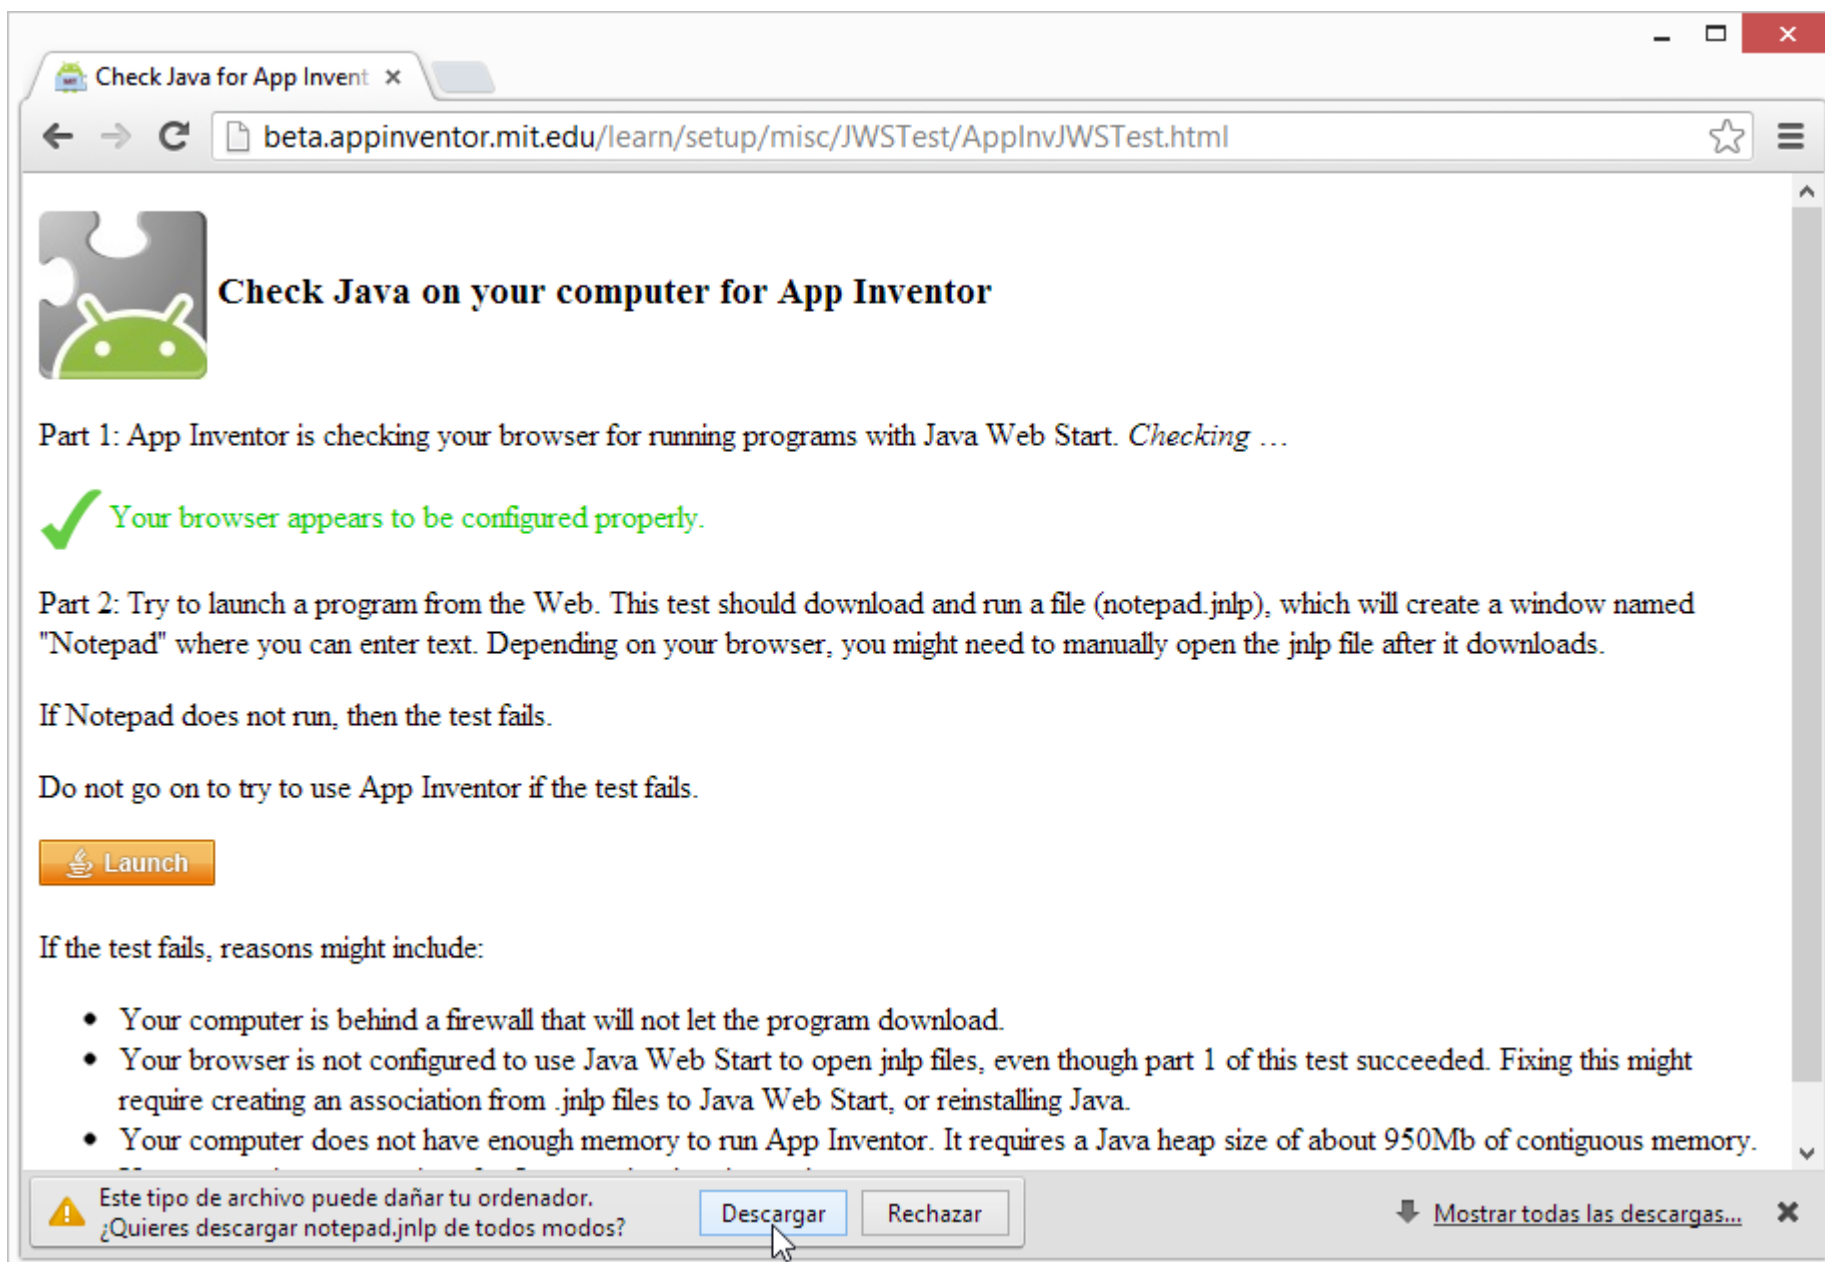 Check Java for App Invent
beta.appinventor.mit.edu/learn/setup/misc/JWSTest/AppInvJWSTest.html
Check Java on your computer for App Inventor
Part 1: App Inventor is checking your browser for running programs with Java Web Start. Checking …
Your browser appears to be configured properly.
Part 2: Try to launch a program from the Web. This test should download and run a file (notepad.jnlp), which will create a window named
"Notepad" where you can enter text. Depending on your browser, you might need to manually open the jnlp file after it downloads.
If Notepad does not run, then the test fails.
Do not go on to try to use App Inventor if the test fails.
Launch
If the test fails, reasons might include:
Your computer is behind a firewall that will not let the program download.
Your browser is not configured to use Java Web Start to open jnlp files, even though part 1 of this test succeeded. Fixing this might
require creating an association from .jnlp files to Java Web Start, or reinstalling Java.
Your computer does not have enough memory to run App Inventor. It requires a Java heap size of about 950Mb of contiguous memory.
Este tipo de archivo puede dañar tu ordenador.
¿Quieres descargar notepad.jnlp de todos modos?
Descargar
Rechazar
Mostrar todas las descargas...